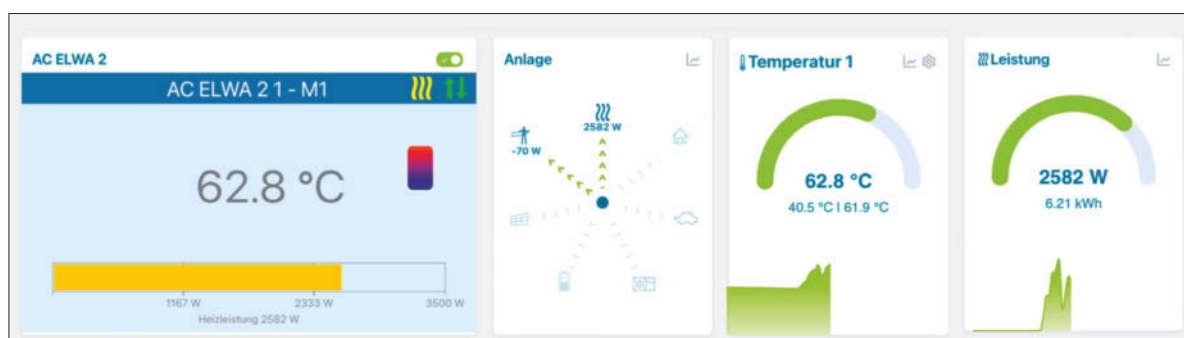 AC ELWA 2
AC ELWA 2 1 - M1
62.8 °C
1167 W
2333 W
3500 W
Heizleistung 2582 W
Anlage
2582 W
-70 W
Temperatur 1
62.8 °C
40.5 °C | 61.9 °C
Leistung
2582 W
6.21 kWh